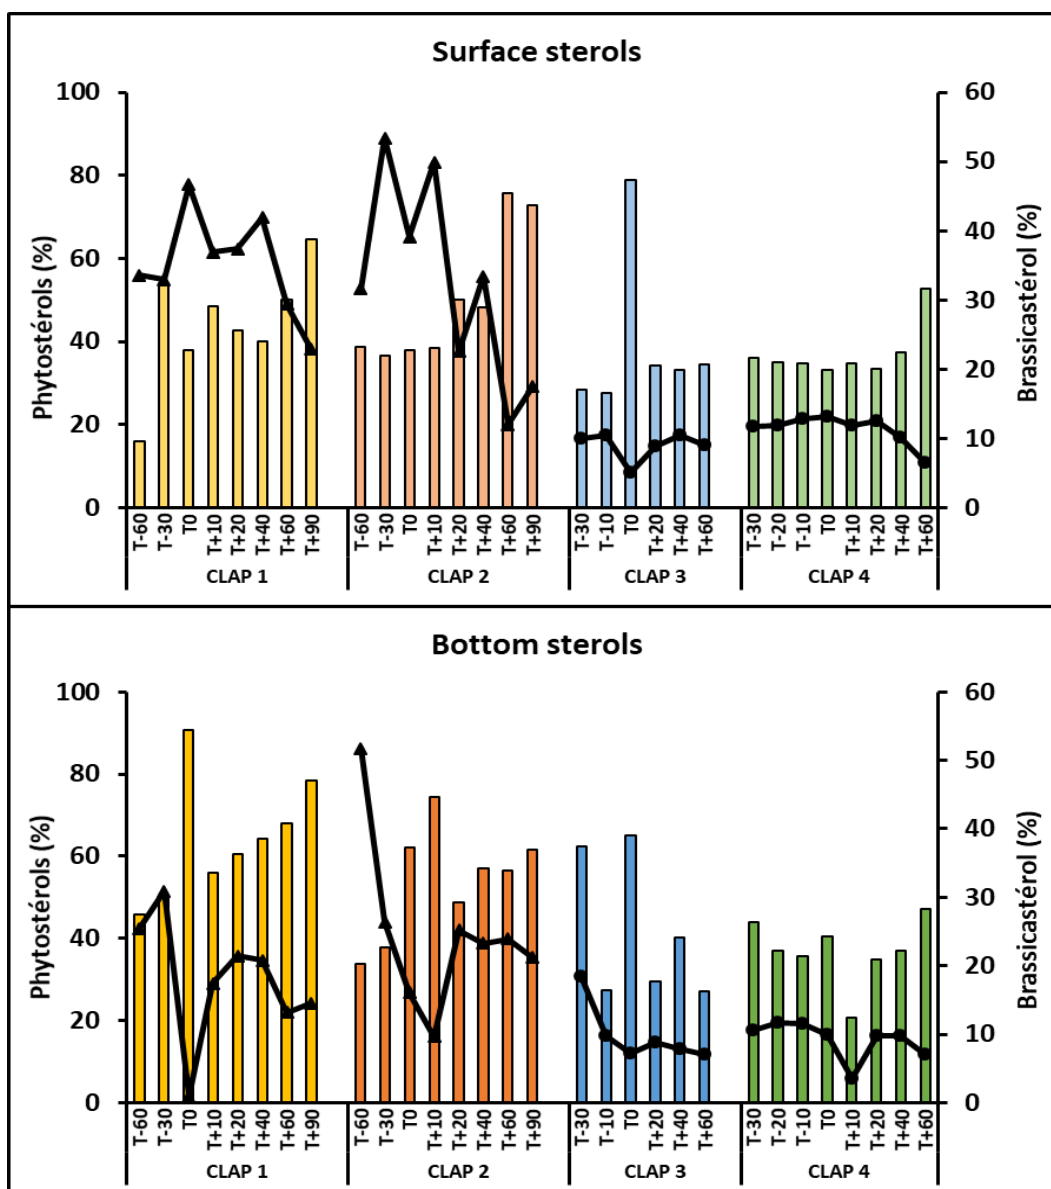 Surface sterols
100 60
80 50
60 40
40 30
20 20
0 10
0
Phytostérols (%)
Brassicastérol (%)
T-60 T-30 T0 T+10 T+20 T+40 T+60 T+90 T-60 T-30 T0 T+10 T+20 T+40 T+60 T+90 T-30 T-10 T0 T+20 T+40 T+60 T-30 T-20 T-10 T0 T+10 T+20 T+40 T+60
CLAP 1 CLAP 2 CLAP 3 CLAP 4
Bottom sterols
100 60
80 50
60 40
40 30
20 20
0 10
0
Phytostérols (%)
Brassicastérol (%)
T-60 T-30 T0 T+10 T+20 T+40 T+60 T+90 T-60 T-30 T0 T+10 T+20 T+40 T+60 T+90 T-30 T-10 T0 T+20 T+40 T+60 T-30 T-20 T-10 T0 T+10 T+20 T+40 T+60
CLAP 1 CLAP 2 CLAP 3 CLAP 4